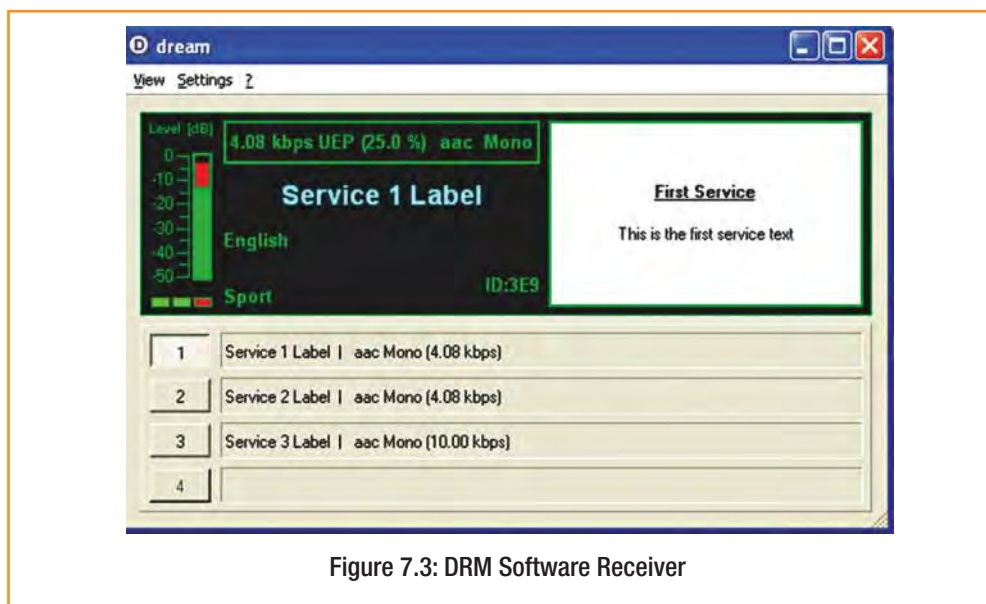 D dream
View Settings ?
Level [dB]
0
-10
-20
-30
-40
-50
4.08 kbps UEP (25.0 %) aac Mono
Service 1 Label
English
Sport
ID:3E9
First Service
This is the first service text
1 Service 1 Label | aac Mono (4.08 kbps)
2 Service 2 Label | aac Mono (4.08 kbps)
3 Service 3 Label | aac Mono (10.00 kbps)
4
Figure 7.3: DRM Software Receiver